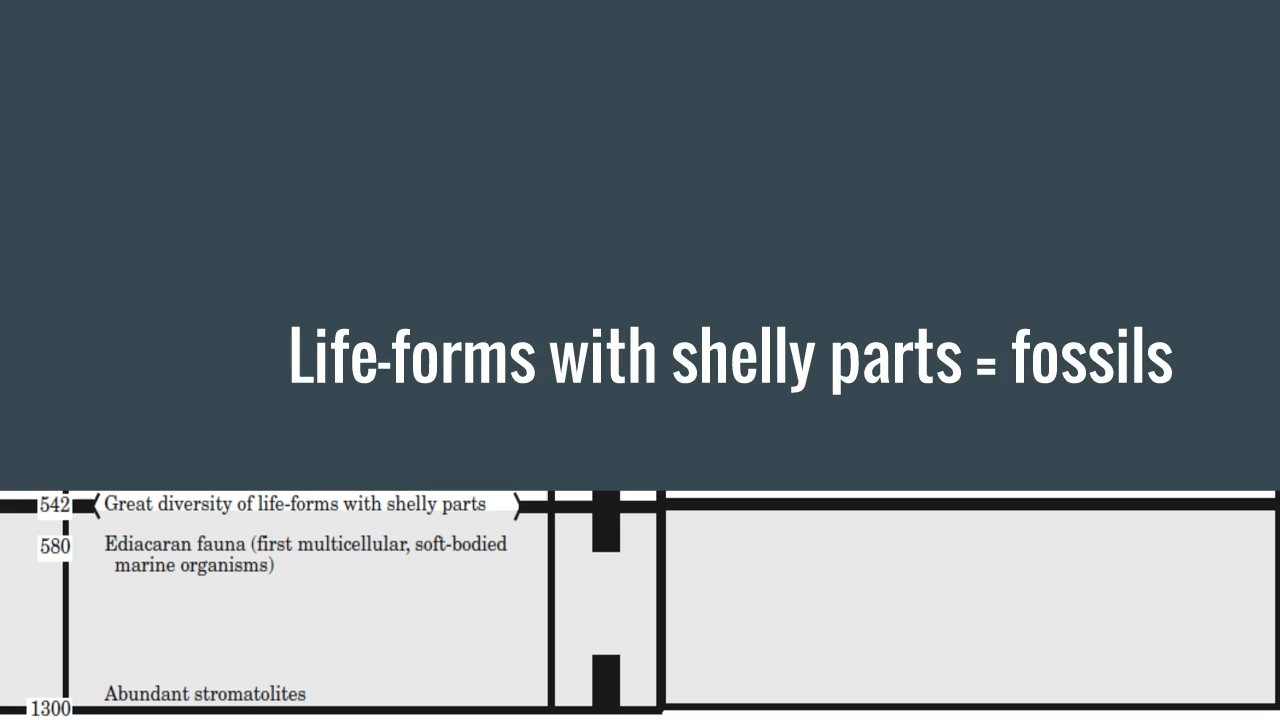 Life-forms with shelly parts = fossils
542 Great diversity of life-forms with shelly parts
580 Ediacaran fauna (first multicellular, soft-bodied
marine organisms)
Abundant stromatolites
1300